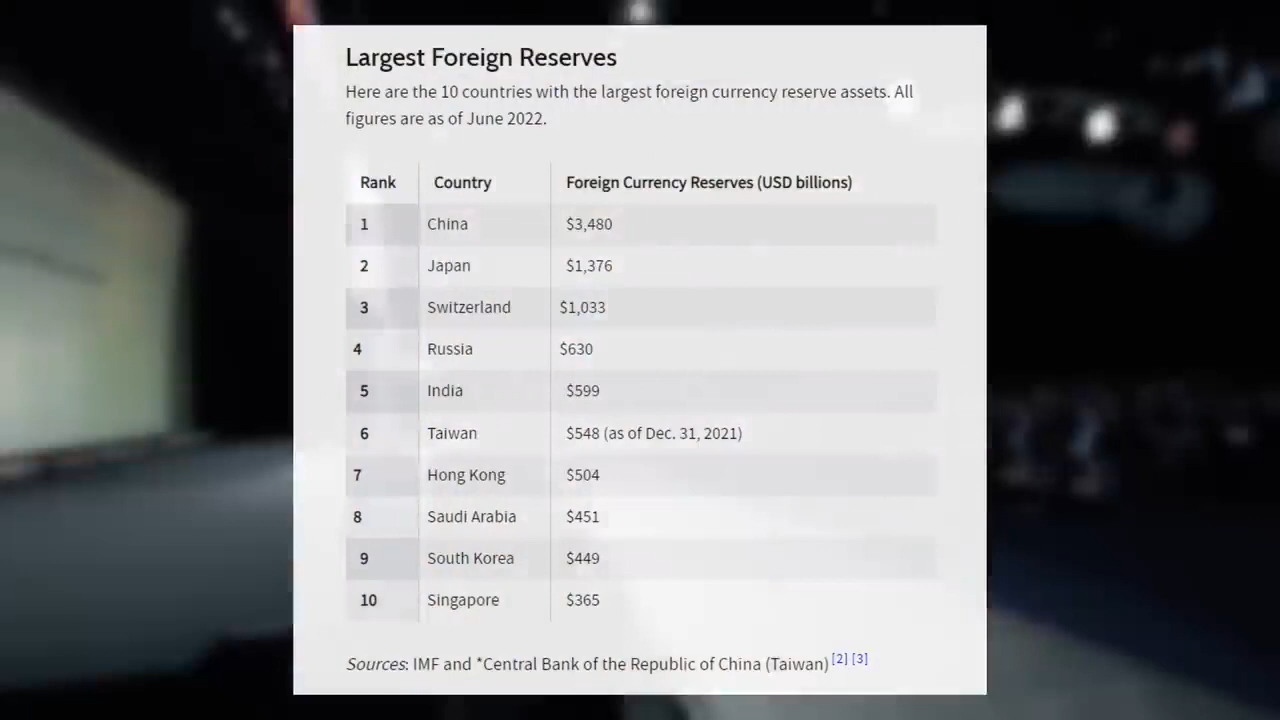 Largest Foreign Reserves
Here are the 10 countries with the largest foreign currency reserve assets. All
figures are as of June 2022.
Rank Country Foreign Currency Reserves (USD billions)
1 China $3,480
2 Japan $1,376
3 Switzerland $1,033
4 Russia $630
5 India $599
6 Taiwan $548 (as of Dec. 31, 2021)
7 Hong Kong $504
8 Saudi Arabia $451
9 South Korea $449
10 Singapore $365
Sources: IMF and *Central Bank of the Republic of China (Taiwan) [2] [3]